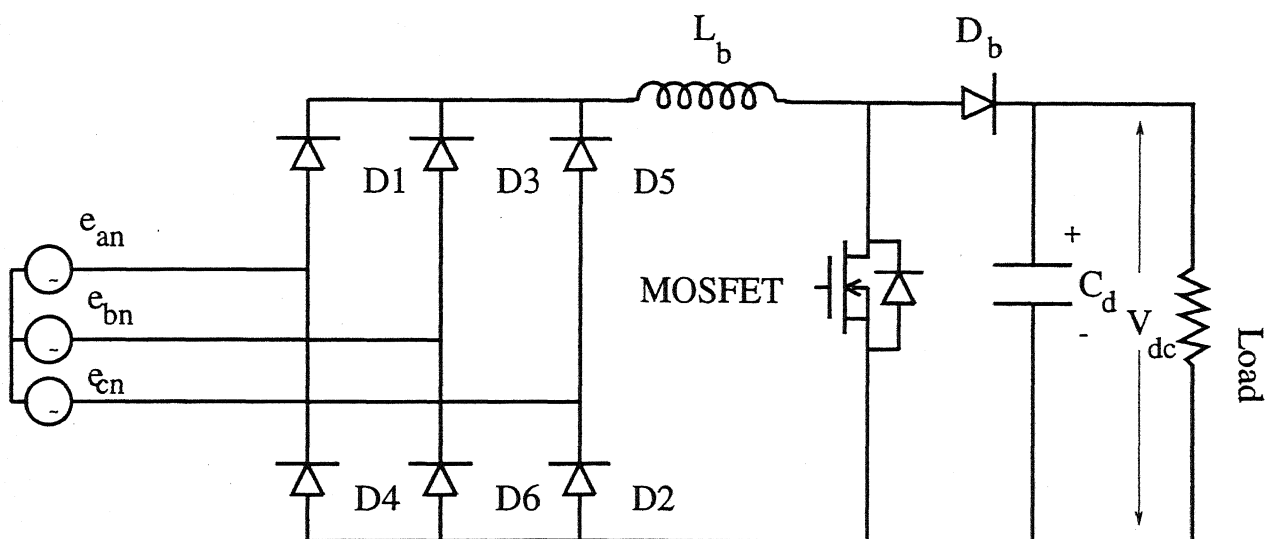 L_b
D_b
D1
D3
D5
e_an
e_bn
e_cn
~
~
~
MOSFET
+
C_d
-
V_dc
Load
D4
D6
D2